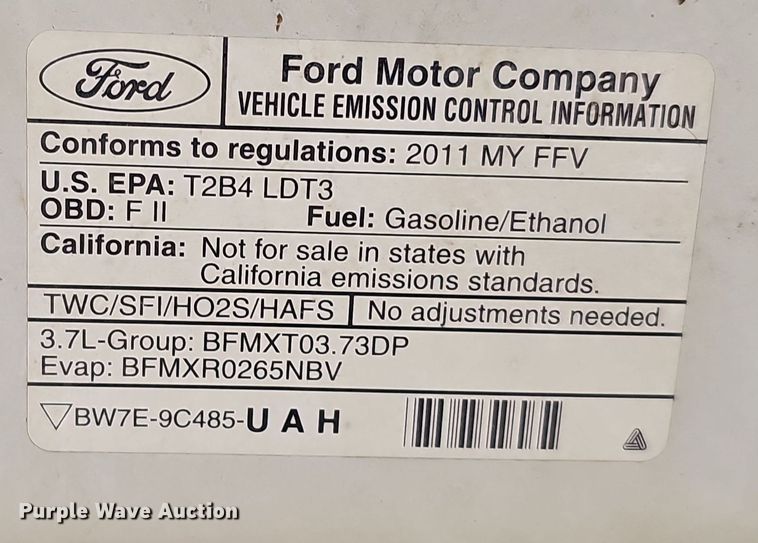 Ford
Ford Motor Company
VEHICLE EMISSION CONTROL INFORMATION
Conforms to regulations: 2011 MY FFV
U.S. EPA: T2B4 LDT3
OBD: F II Fuel: Gasoline/Ethanol
California: Not for sale in states with
California emissions standards.
TWC/SFI/HO2S/HAFS No adjustments needed.
3.7L-Group: BFMXT03.73DP
Evap: BFMXR0265NBV
BW7E-9C485-U A H
Purple Wave Auction